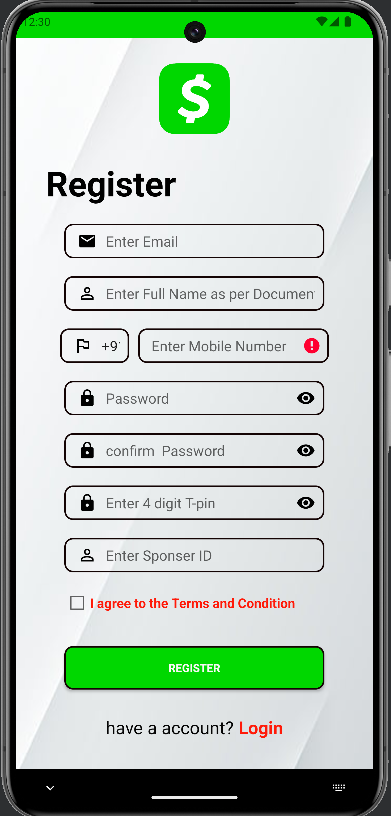 12:30
$
Register
Enter Email
Enter Full Name as per Documen
+91 Enter Mobile Number
Password
confirm Password
Enter 4 digit T-pin
Enter Sponser ID
I agree to the Terms and Condition
REGISTER
have a account? Login